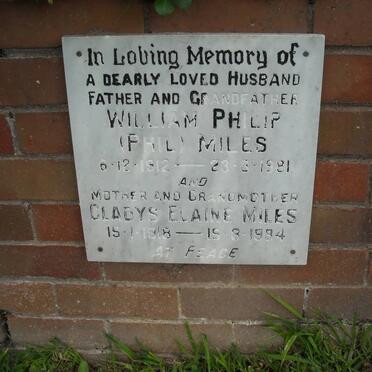 In Loving Memory of
A DEARLY LOVED HUSBAND
FATHER AND GRANDFATHER
WILLIAM PHILIP
(PHIL) MILES
6·12·1912 — 23·8·1981
AND
MOTHER AND GRANDMOTHER
GLADYS ELAINE MILES
15·1·1918 — 19·3·1994
AT PEACE